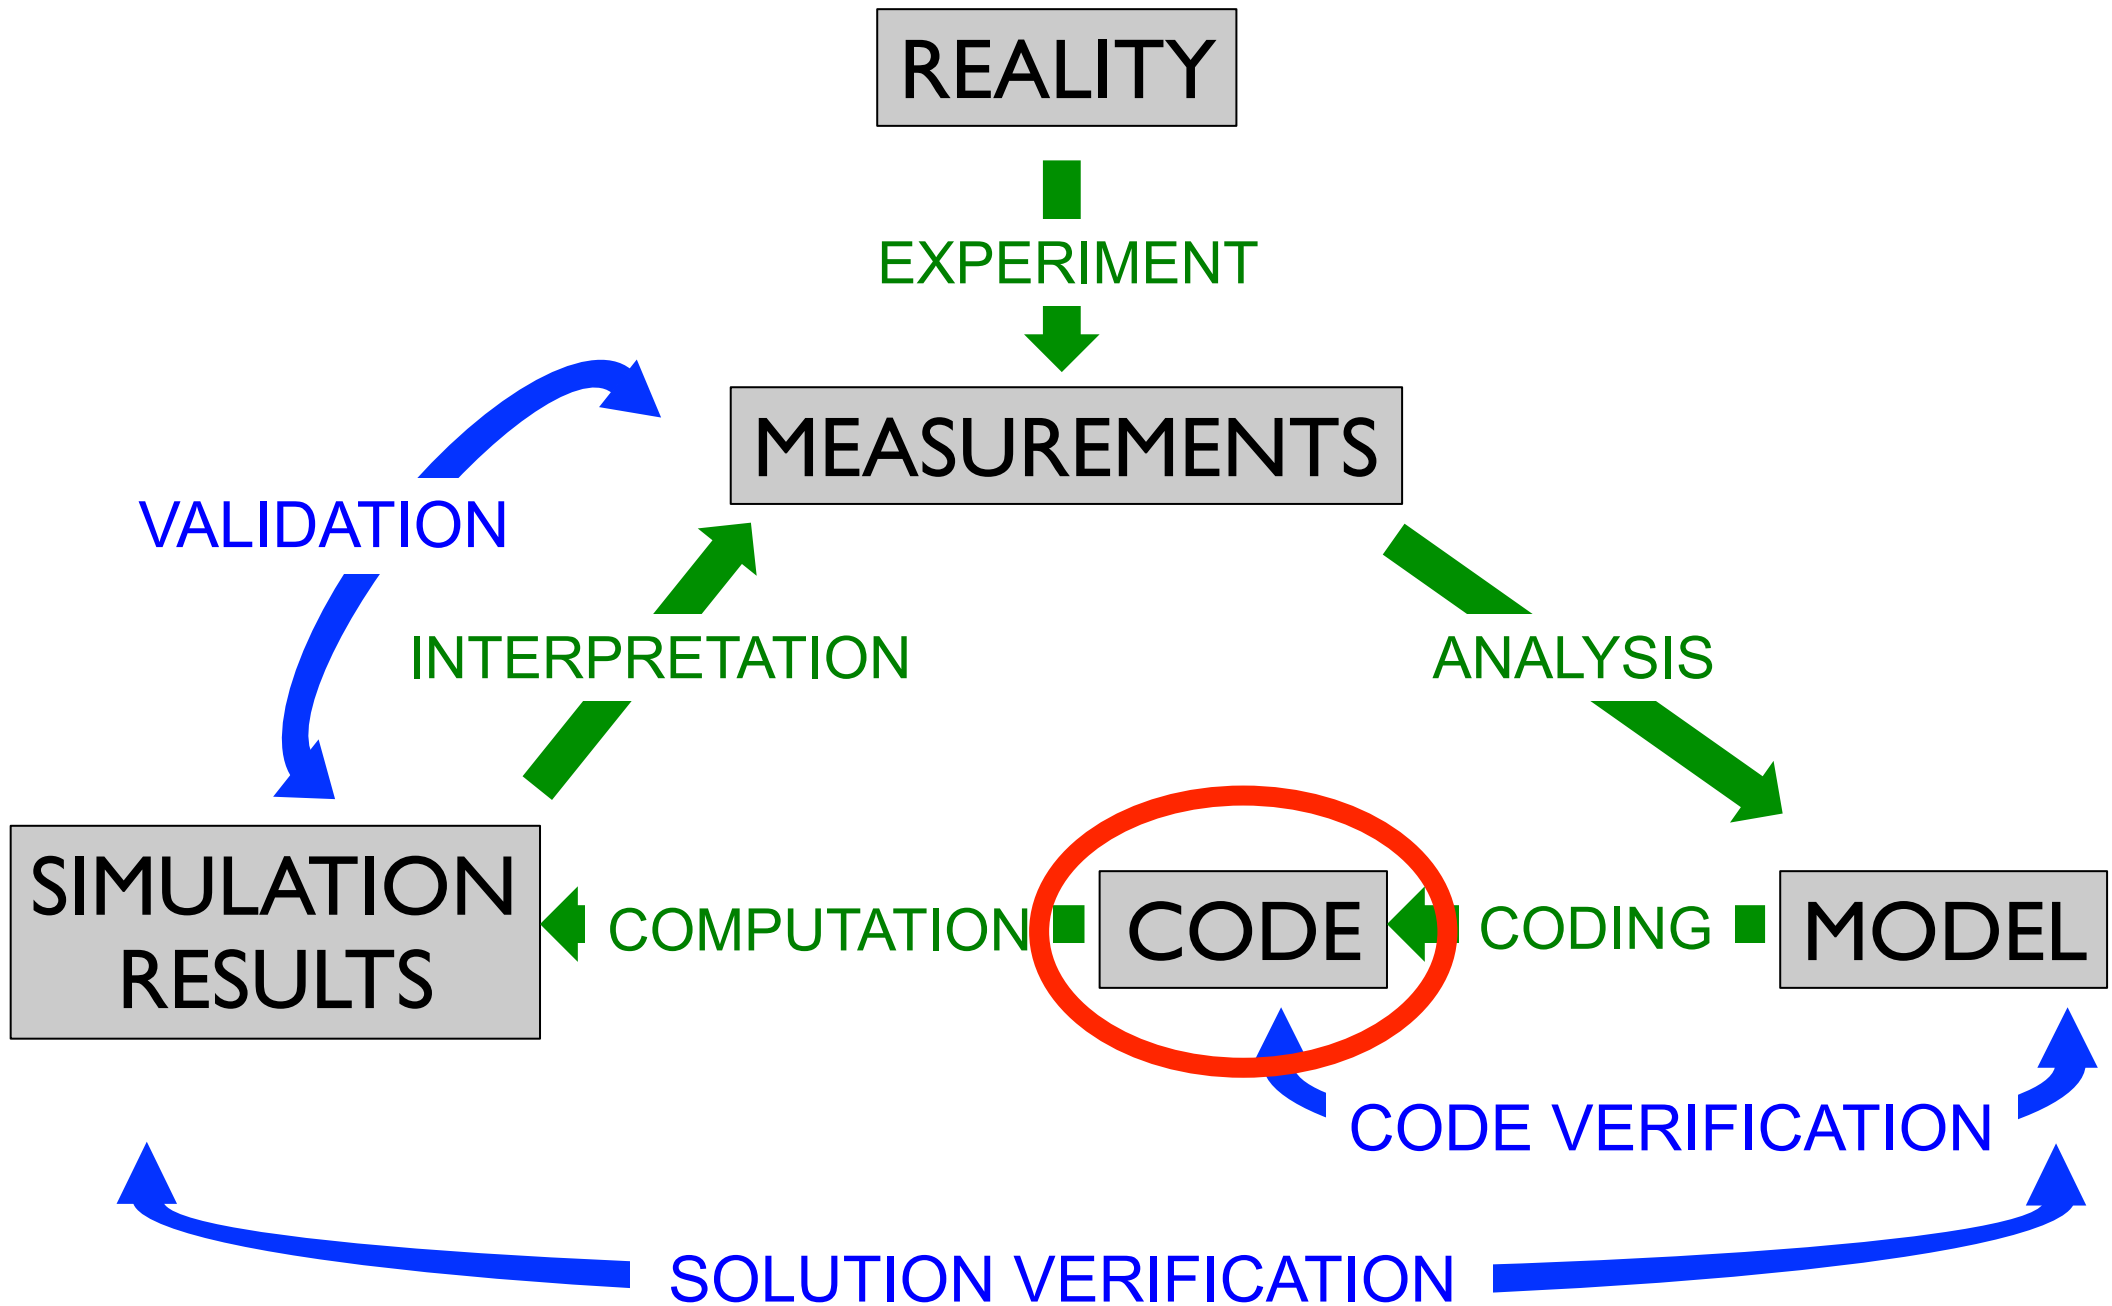 REALITY
EXPERIMENT
MEASUREMENTS
VALIDATION
INTERPRETATION
ANALYSIS
SIMULATION
RESULTS
COMPUTATION
CODE
CODING
MODEL
CODE VERIFICATION
SOLUTION VERIFICATION